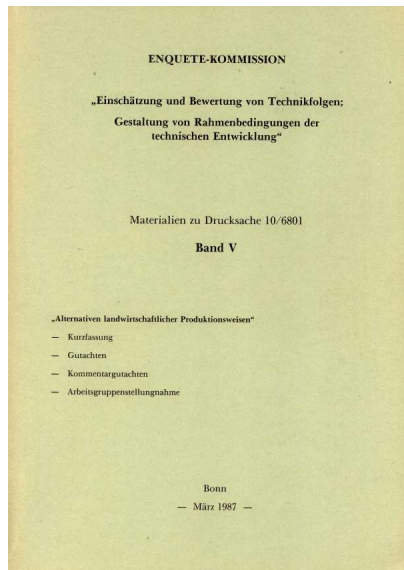 ENQUETE-KOMMISSION
„Einschätzung und Bewertung von Technikfolgen;
Gestaltung von Rahmenbedingungen der
technischen Entwicklung“
Materialien zu Drucksache 10/6801
Band V
„Alternativen landwirtschaftlicher Produktionsweisen“
— Kurzfassung
— Gutachten
— Kommentargutachten
— Arbeitsgruppenstellungnahme
Bonn
— März 1987 —